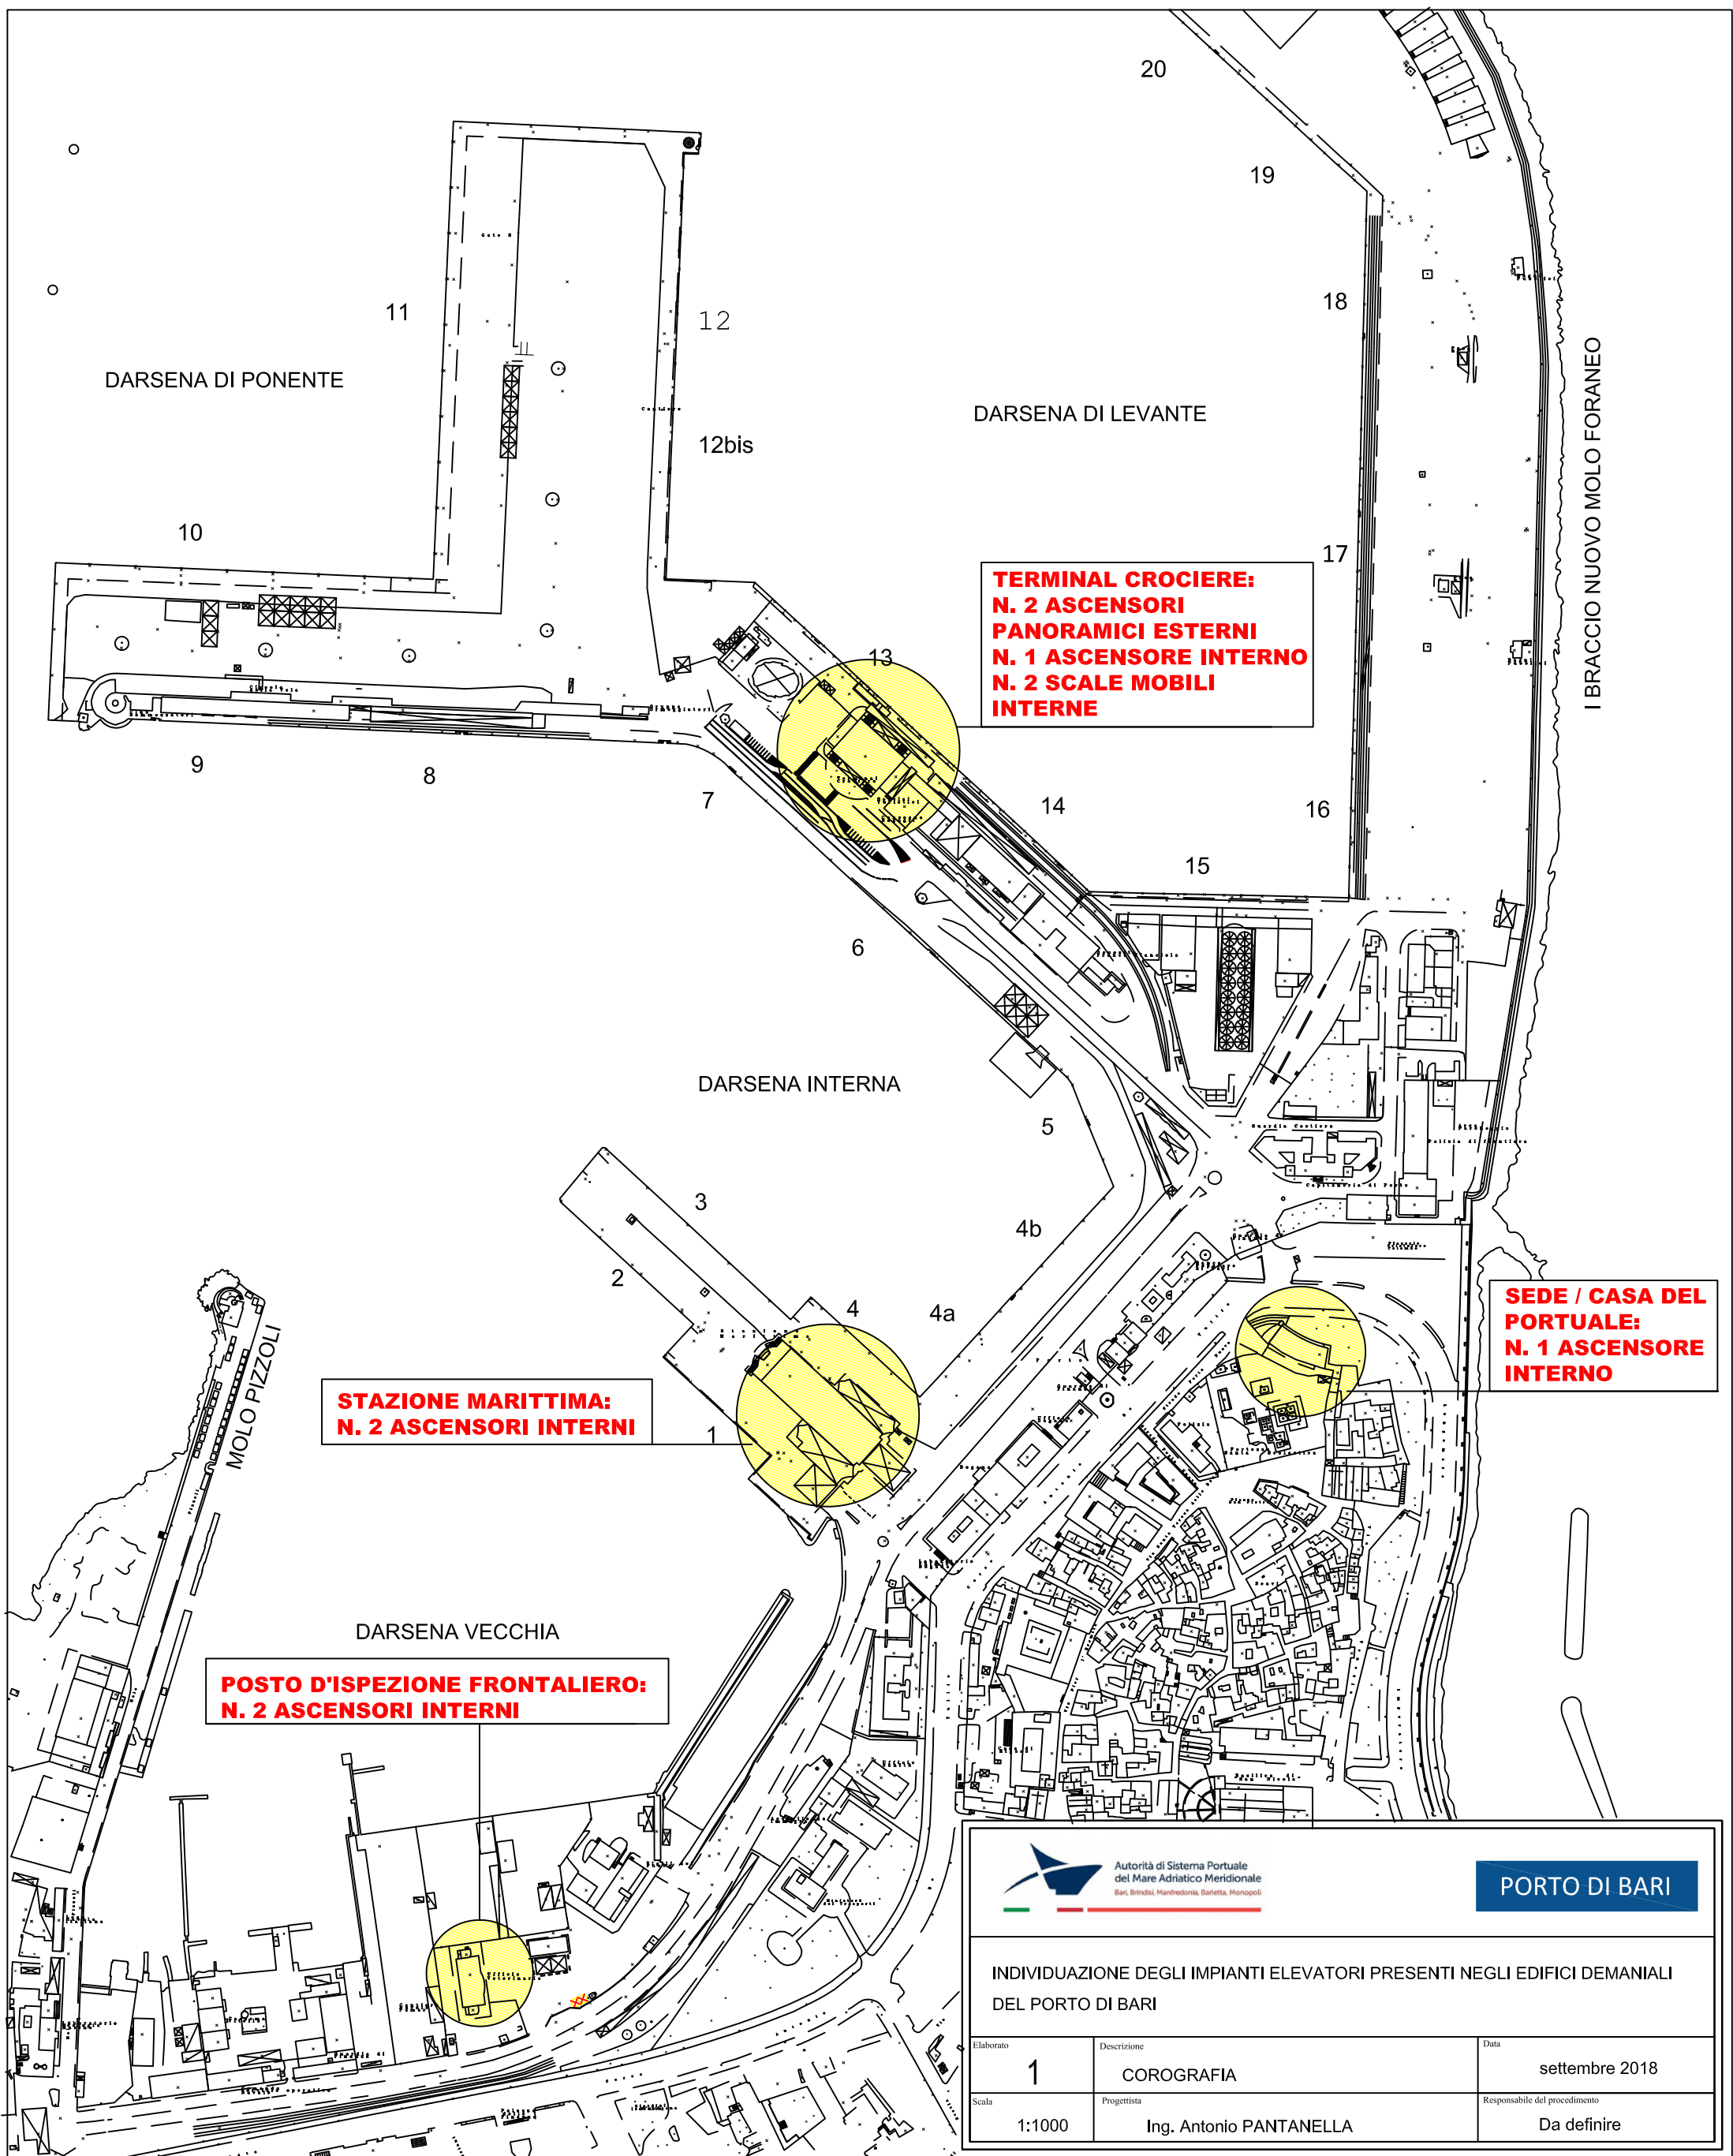 20
19
18
11
12
DARSENA DI PONENTE
DARSENA DI LEVANTE
I BRACCIO NUOVO MOLO FORANEO
12bis
10
17
TERMINAL CROCIERE:
N. 2 ASCENSORI
PANORAMICI ESTERNI
N. 1 ASCENSORE INTERNO
N. 2 SCALE MOBILI
INTERNE
13
9
8
7
14
16
15
6
DARSENA INTERNA
5
Guardia Costiera
Capitaneria di Porto
3
4b
2
4
4a
SEDE / CASA DEL
PORTUALE:
N. 1 ASCENSORE
INTERNO
MOLO PIZZOLI
STAZIONE MARITTIMA:
N. 2 ASCENSORI INTERNI
1
DARSENA VECCHIA
POSTO D'ISPEZIONE FRONTALIERO:
N. 2 ASCENSORI INTERNI
Autorità di Sistema Portuale
del Mare Adriatico Meridionale
Bari, Brindisi, Manfredonia, Barletta, Monopoli
PORTO DI BARI
INDIVIDUAZIONE DEGLI IMPIANTI ELEVATORI PRESENTI NEGLI EDIFICI DEMANIALI
DEL PORTO DI BARI
Elaborato
1
Descrizione
COROGRAFIA
Data
settembre 2018
Scala
1:1000
Progettista
Ing. Antonio PANTANELLA
Responsabile del procedimento
Da definire